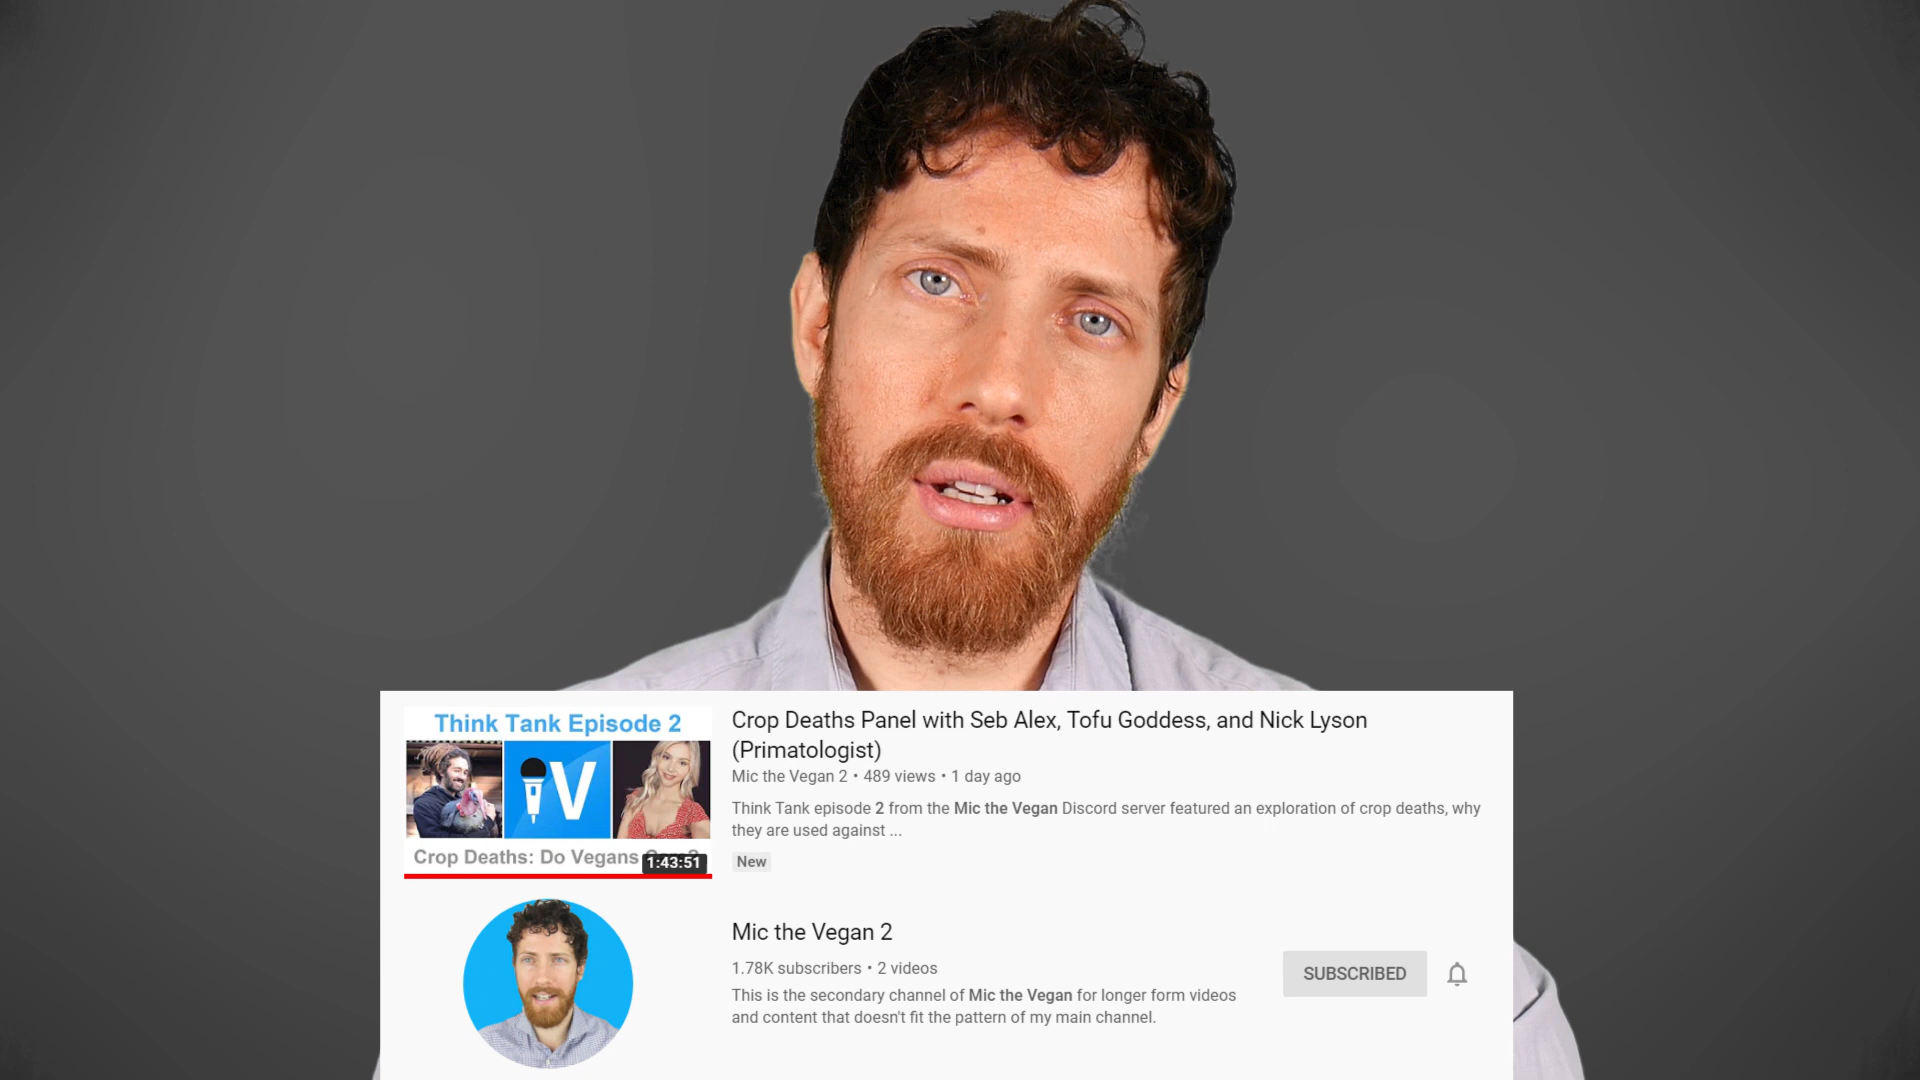 Think Tank Episode 2
V
Crop Deaths: Do Vegans
1:43:51
Crop Deaths Panel with Seb Alex, Tofu Goddess, and Nick Lyson
(Primatologist)
Mic the Vegan 2 • 489 views • 1 day ago
Think Tank episode 2 from the Mic the Vegan Discord server featured an exploration of crop deaths, why
they are used against ...
New
Mic the Vegan 2
1.78K subscribers • 2 videos
This is the secondary channel of Mic the Vegan for longer form videos
and content that doesn't fit the pattern of my main channel.
SUBSCRIBED